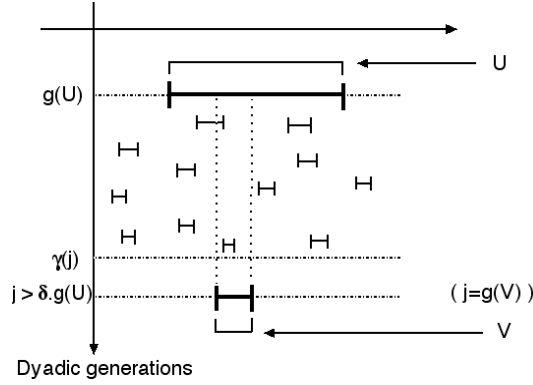 U
g(U)
γ(j)
j > δ.g(U)
( j=g(V) )
V
Dyadic generations